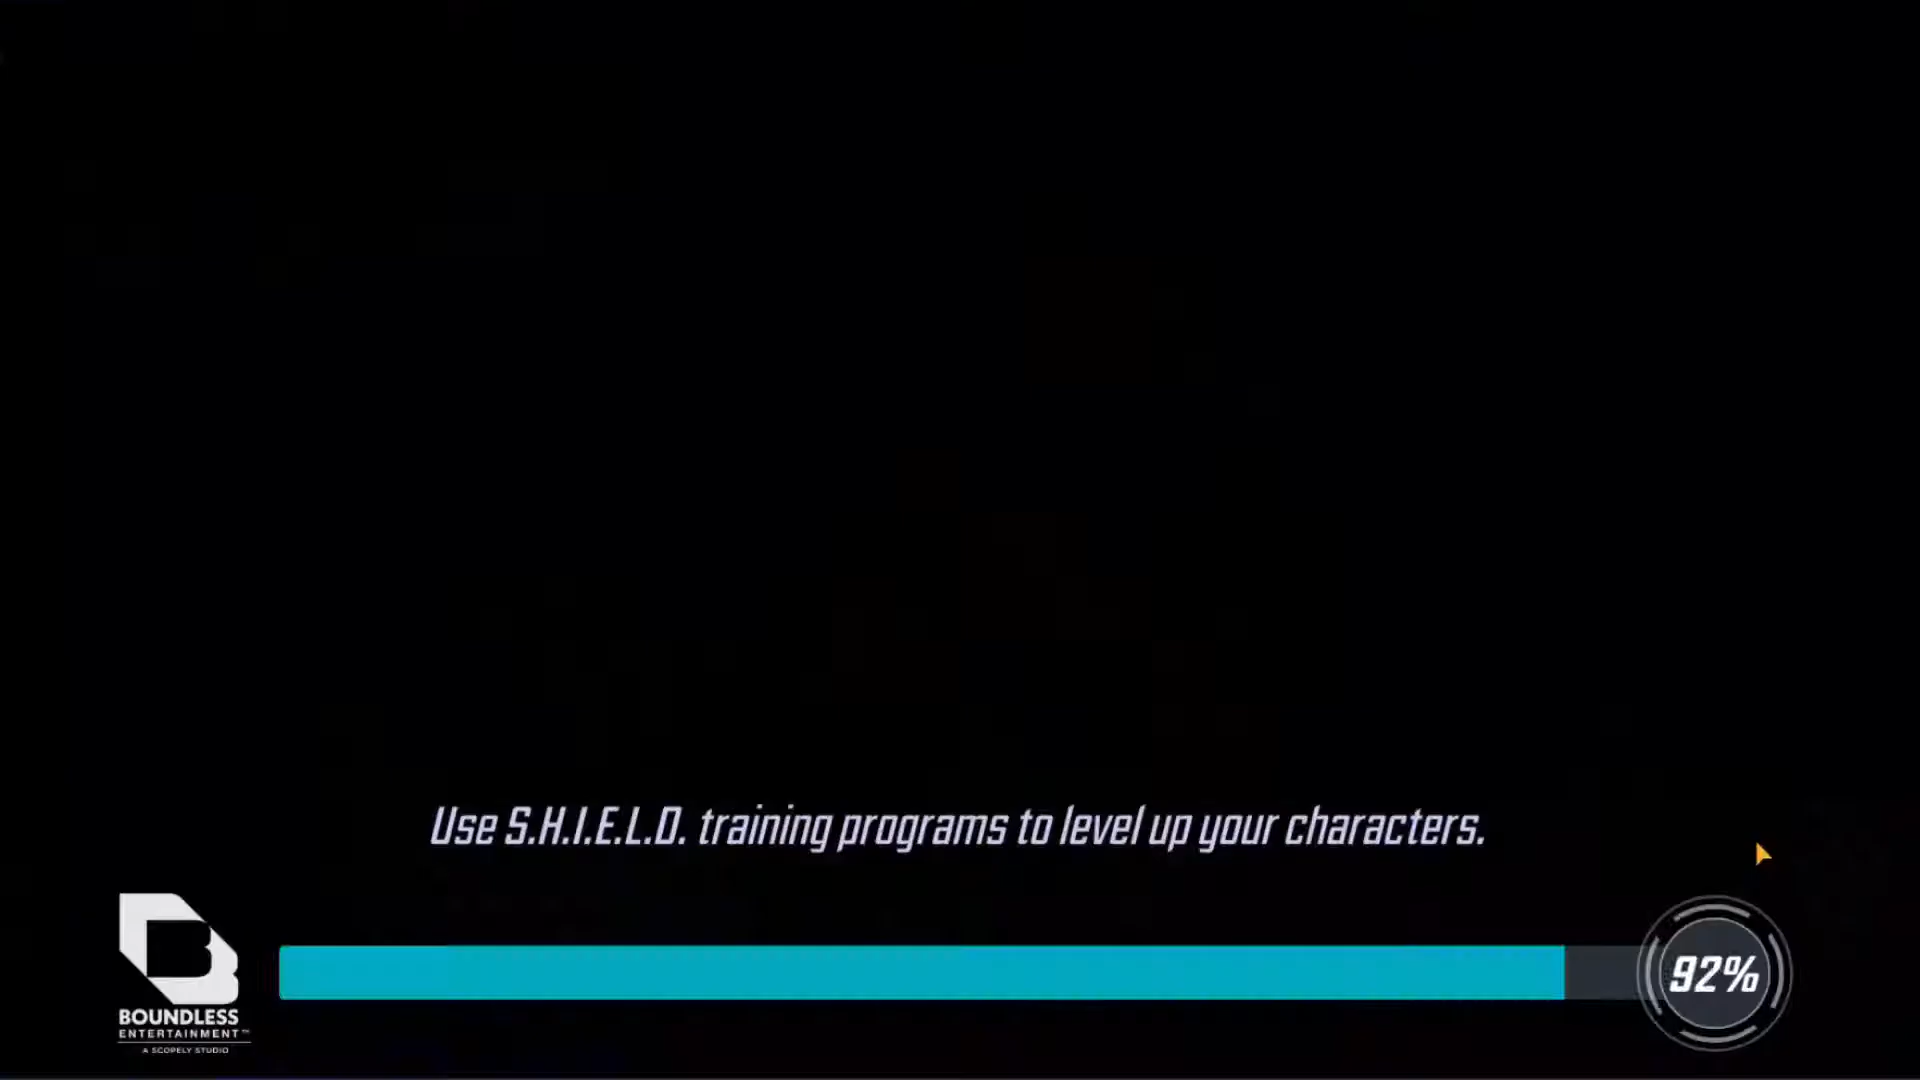 Use S.H.I.E.L.D. training programs to level up your characters.
92%
BOUNDLESS
ENTERTAINMENT™
A SCOPELY STUDIO